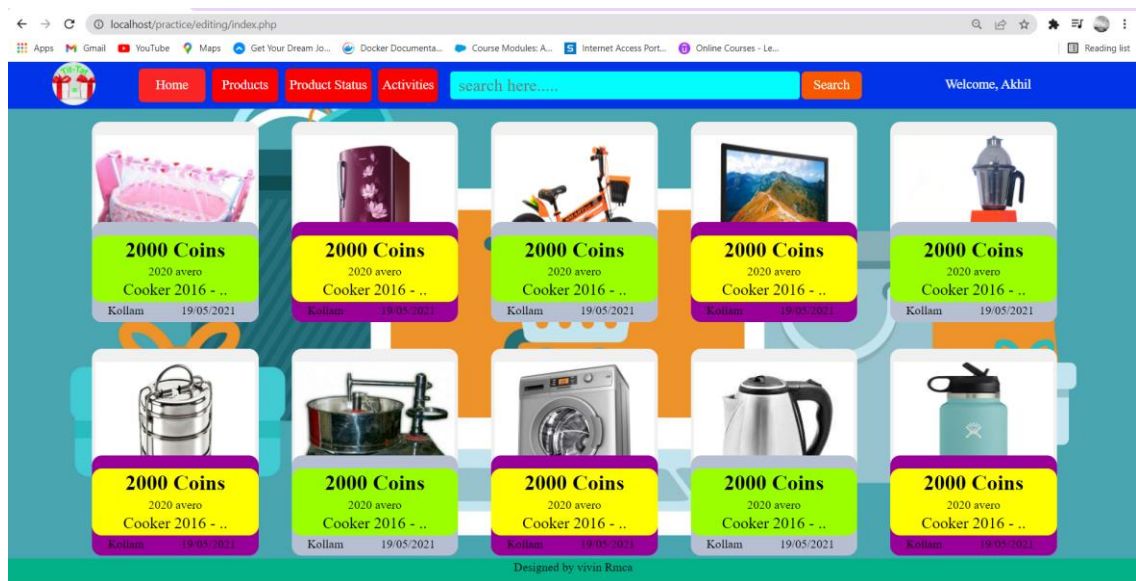 localhost/practice/editing/index.php
Apps Gmail YouTube Maps Get Your Dream Jo... Docker Documenta... Course Modules: A... Internet Access Port... Online Courses - Le... Reading list
Tit-Tat Home Products Product Status Activities search here..... Search Welcome, Akhil
2000 Coins 2000 Coins 2000 Coins 2000 Coins 2000 Coins
2020 avero 2020 avero 2020 avero 2020 avero 2020 avero
Cooker 2016 - .. Cooker 2016 - .. Cooker 2016 - .. Cooker 2016 - .. Cooker 2016 - ..
Kollam 19/05/2021 Kollam 19/05/2021 Kollam 19/05/2021 Kollam 19/05/2021 Kollam 19/05/2021
2000 Coins 2000 Coins 2000 Coins 2000 Coins 2000 Coins
2020 avero 2020 avero 2020 avero 2020 avero 2020 avero
Cooker 2016 - .. Cooker 2016 - .. Cooker 2016 - .. Cooker 2016 - .. Cooker 2016 - ..
Kollam 19/05/2021 Kollam 19/05/2021 Kollam 19/05/2021 Kollam 19/05/2021 Kollam 19/05/2021
Designed by vivin Rmca